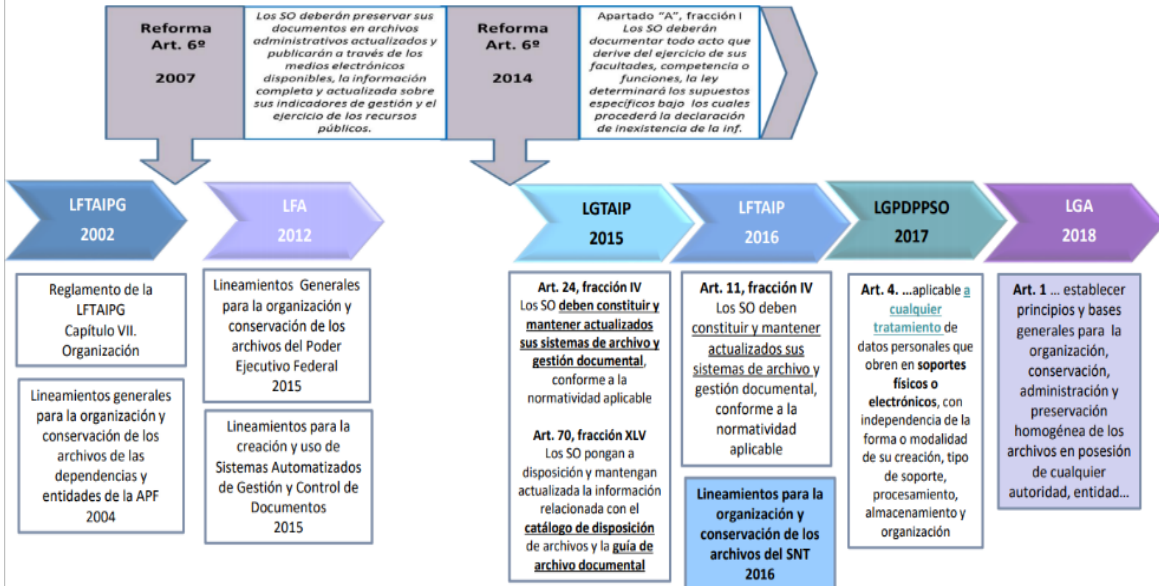 Reforma
Art. 6º
2007
Los SO deberán preservar sus
documentos en archivos
administrativos actualizados y
publicarán a través de los
medios electrónicos
disponibles, la información
completa y actualizada sobre
sus indicadores de gestión y el
ejercicio de los recursos
públicos.
Reforma
Art. 6º
2014
Apartado "A", fracción I
Los SO deberán
documentar todo acto que
derive del ejercicio de sus
facultades, competencia o
funciones, la ley
determinará los supuestos
específicos bajo los cuales
procederá la declaración
de inexistencia de la inf.
LFTAIPG
2002
Reglamento de la
LFTAIPG
Capítulo VII.
Organización
Lineamientos generales
para la organización y
conservación de los
archivos de las
dependencias y
entidades de la APF
2004
LFA
2012
Lineamientos Generales
para la organización y
conservación de los
archivos del Poder
Ejecutivo Federal
2015
Lineamientos para la
creación y uso de
Sistemas Automatizados
de Gestión y Control de
Documentos
2015
LGTAIP
2015
Art. 24, fracción IV
Los SO deben constituir y
mantener actualizados
sus sistemas de archivo y
gestión documental,
conforme a la
normatividad aplicable
Art. 70, fracción XLV
Los SO pongan a
disposición y mantengan
actualizada la información
relacionada con el
catálogo de disposición
de archivos y la guía de
archivo documental
LFTAIP
2016
Art. 11, fracción IV
Los SO deben
constituir y mantener
actualizados sus
sistemas de archivo y
gestión documental,
conforme a la
normatividad
aplicable
Lineamientos para la
organización y
conservación de los
archivos del SNT
2016
LGPDPPSO
2017
Art. 4. ...aplicable a
cualquier
tratamiento de
datos personales que
obren en soportes
físicos o
electrónicos, con
independencia de la
forma o modalidad
de su creación, tipo
de soporte,
procesamiento,
almacenamiento y
organización
LGA
2018
Art. 1 ... establecer
principios y bases
generales para la
organización,
conservación,
administración y
preservación
homogénea de los
archivos en posesión
de cualquier
autoridad, entidad...